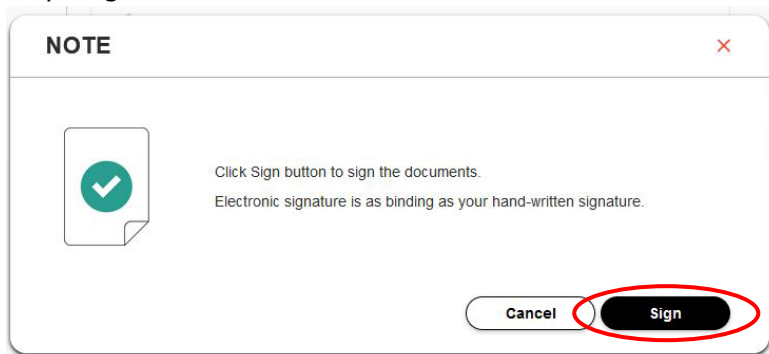 NOTE
Click Sign button to sign the documents.
Electronic signature is as binding as your hand-written signature.
Cancel Sign